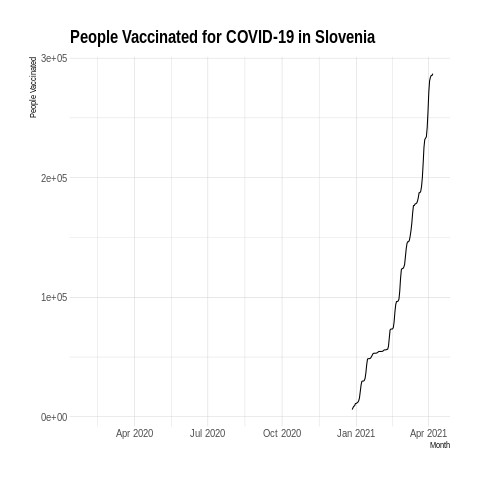 People Vaccinated for COVID-19 in Slovenia
People Vaccinated
3e+05
2e+05
1e+05
0e+00
Apr 2020
Jul 2020
Oct 2020
Jan 2021
Apr 2021
Month